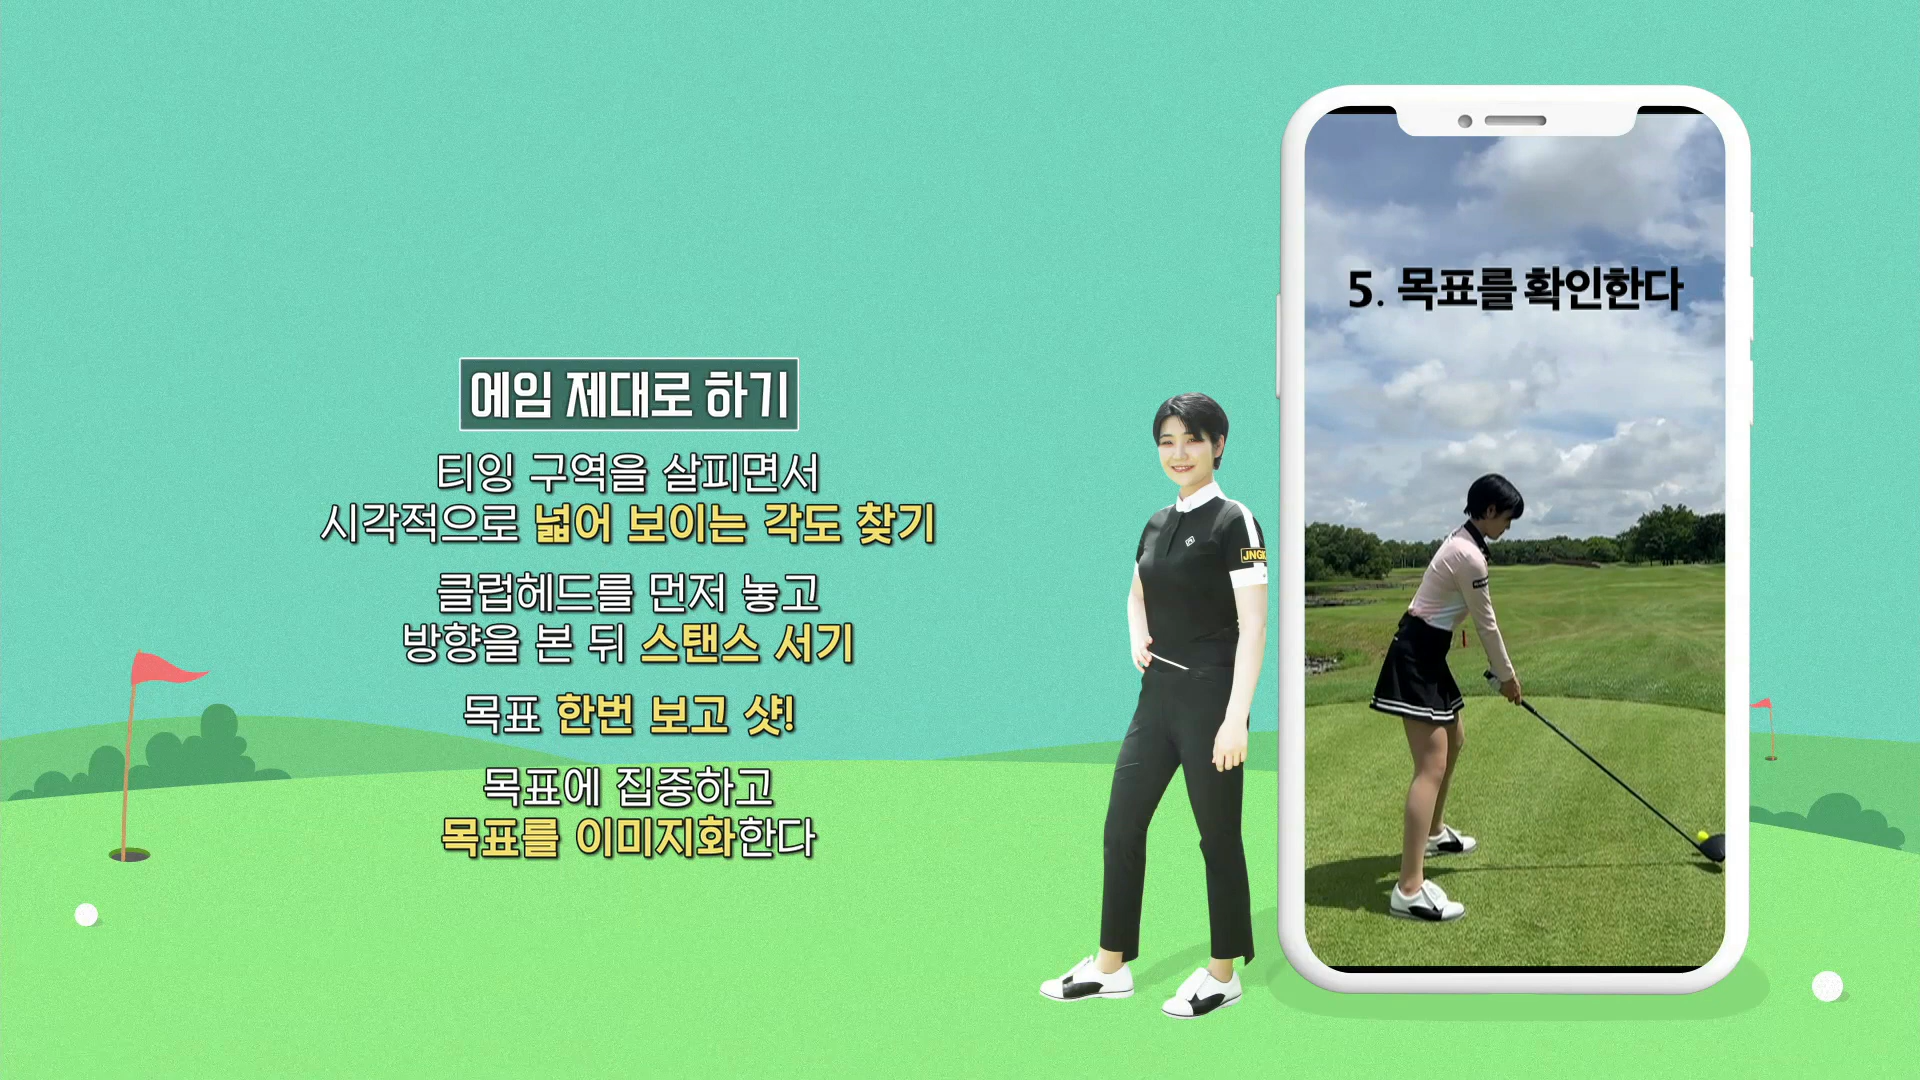 에임 제대로 하기
티잉 구역을 살피면서
시각적으로 넓어 보이는 각도 찾기
클럽헤드를 먼저 놓고
방향을 본 뒤 스탠스 서기
목표 한번 보고 샷!
목표에 집중하고
목표를 이미지화한다
5. 목표를 확인한다